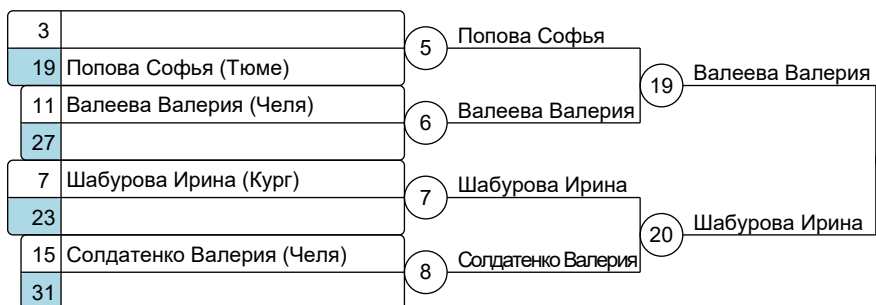 3
5
Попова Софья
19 Попова Софья (Тюме)
19
Валеева Валерия
11 Валеева Валерия (Челя)
6
Валеева Валерия
27
7 Шабурова Ирина (Кург)
7
Шабурова Ирина
23
20
Шабурова Ирина
15 Солдатенко Валерия (Челя)
8
Солдатенко Валерия
31